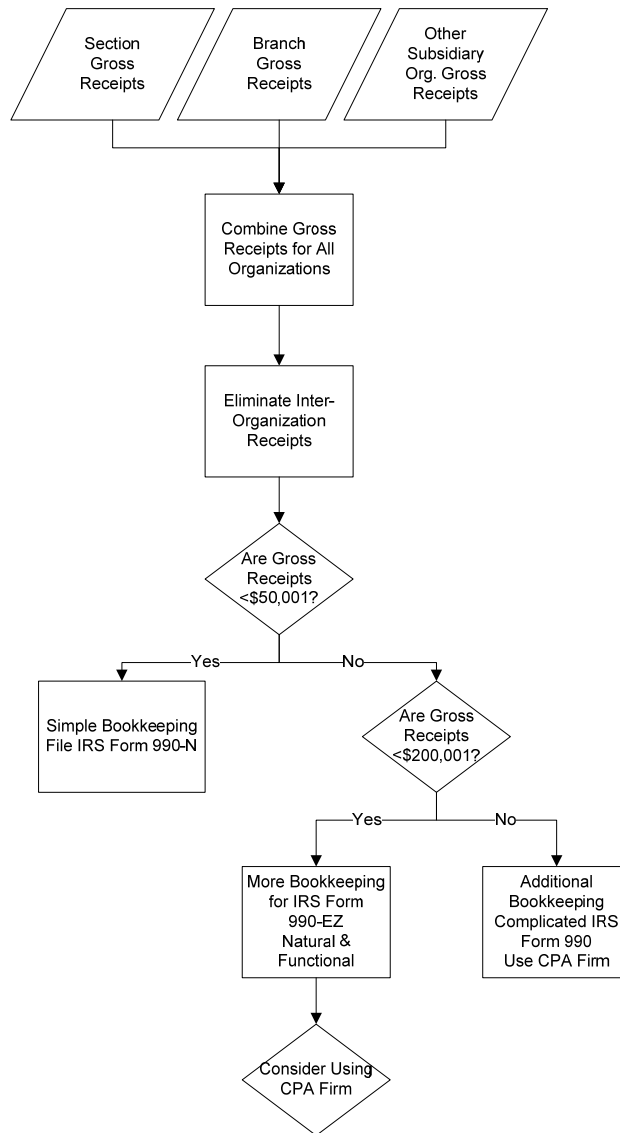 Section
Gross
Receipts
Branch
Gross
Receipts
Other
Subsidiary
Org. Gross
Receipts
Combine Gross
Receipts for All
Organizations
Eliminate Inter-
Organization
Receipts
Are Gross
Receipts
<$50,001?
Yes
No
Simple Bookkeeping
File IRS Form 990-N
Are Gross
Receipts
<$200,001?
Yes
No
More Bookkeeping
for IRS Form
990-EZ
Natural &
Functional
Additional
Bookkeeping
Complicated IRS
Form 990
Use CPA Firm
Consider Using
CPA Firm